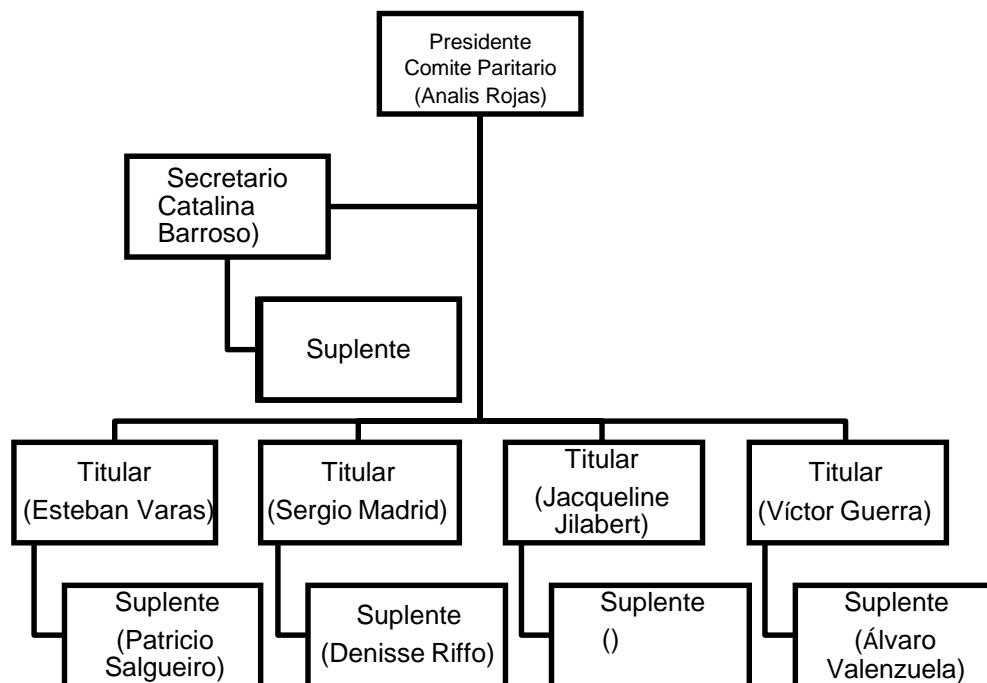 Presidente
Comite Paritario
(Analis Rojas)
Secretario
Catalina
Barroso)
Suplente
Titular
(Esteban Varas)
Titular
(Sergio Madrid)
Titular
(Jacqueline
Jilabert)
Titular
(Víctor Guerra)
Suplente
(Patricio
Salgueiro)
Suplente
(Denisse Riffo)
Suplente
()
Suplente
(Álvaro
Valenzuela)